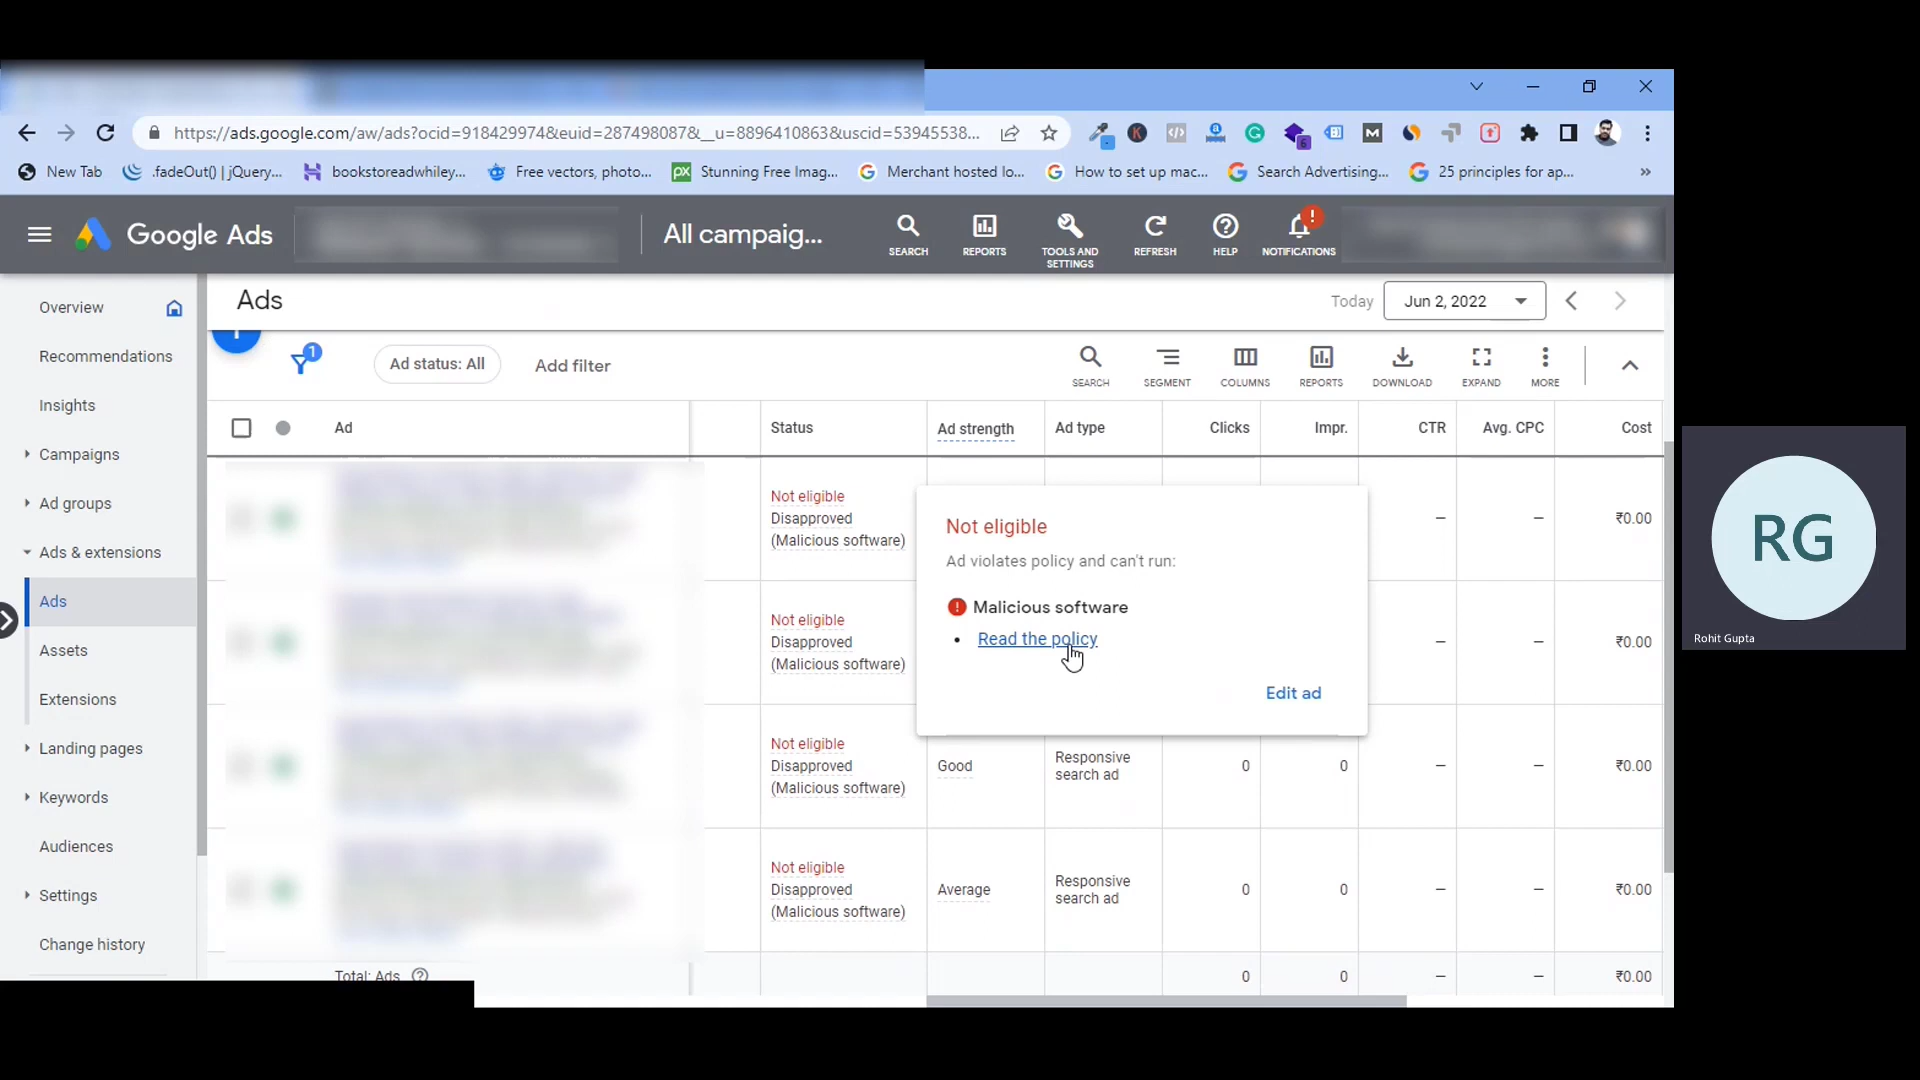 https://ads.google.com/aw/ads?ocid=918429974&euid=287498087&__u=8896410863&uscid=53945538...
New Tab
.fadeOut() | jQuery...
bookstoreadwhiley...
Free vectors, photo...
px
Stunning Free Imag...
Merchant hosted lo...
How to set up mac...
Search Advertising...
25 principles for ap...
»
Google Ads
All campaig...
SEARCH
REPORTS
TOOLS AND
SETTINGS
REFRESH
HELP
NOTIFICATIONS
Overview
Recommendations
Insights
Campaigns
Ad groups
Ads & extensions
Ads
Assets
Extensions
Landing pages
Keywords
Audiences
Settings
Change history
Ads
Today
Jun 2, 2022
1
Ad status: All
Add filter
SEARCH
SEGMENT
COLUMNS
REPORTS
DOWNLOAD
EXPAND
MORE
Ad
Status
Ad strength
Ad type
Clicks
Impr.
CTR
Avg. CPC
Cost
Not eligible
Disapproved
(Malicious software)
– – ₹0.00
Not eligible
Disapproved
(Malicious software)
– – ₹0.00
Not eligible
Ad violates policy and can't run:
Malicious software
• Read the policy
Edit ad
Not eligible
Disapproved
(Malicious software)
Good
Responsive
search ad
0 0 – – ₹0.00
Not eligible
Disapproved
(Malicious software)
Average
Responsive
search ad
0 0 – – ₹0.00
Total: Ads
0 0 – – ₹0.00
RG
Rohit Gupta